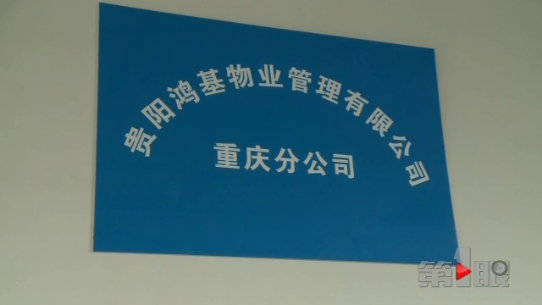 贵阳鸿基物业管理有限公司
重庆分公司
第1眼